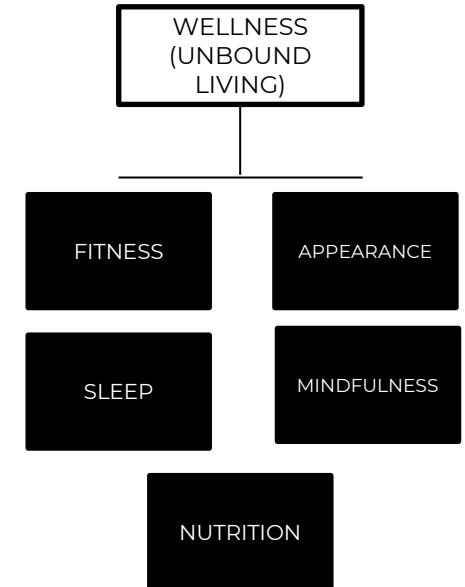 WELLNESS
(UNBOUND
LIVING)
FITNESS
APPEARANCE
SLEEP
MINDFULNESS
NUTRITION